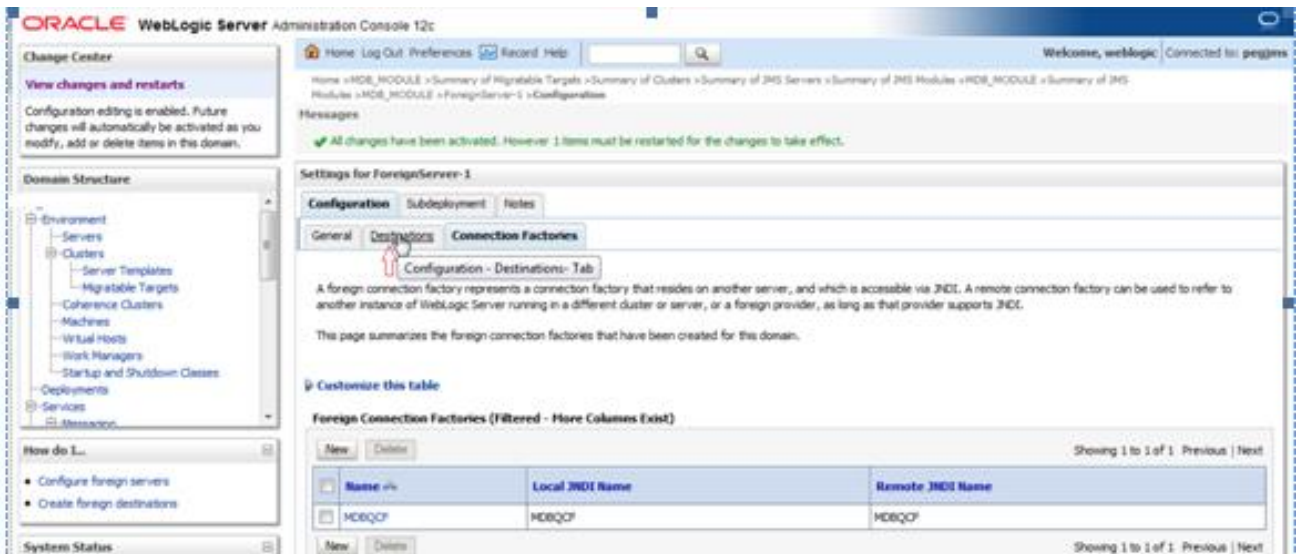 ORACLE WebLogic Server Administration Console 12c
Change Center
View changes and restarts
Configuration editing is enabled. Future
changes will automatically be activated as you
modify, add or delete items in this domain.
Domain Structure
Environment
Servers
Clusters
Server Templates
Migratable Targets
Coherence Clusters
Machines
Virtual Hosts
Work Managers
Startup and Shutdown Classes
Deployments
Services
Messaging
How do I...
Configure foreign servers
Create foreign destinations
System Status
Home Log Out Preferences Record Help
Welcome, weblogic Connected to: pegjms
Home >MDB_MODULE >Summary of Migratable Targets >Summary of Clusters >Summary of JMS Servers >Summary of JMS Modules >MDB_MODULE >Summary of JMS
Modules >MDB_MODULE >ForeignServer-1 >Configuration
Messages
All changes have been activated. However 1 items must be restarted for the changes to take effect.
Settings for ForeignServer-1
Configuration Subdeployment Notes
General Destinations Connection Factories
Configuration - Destinations- Tab
A foreign connection factory represents a connection factory that resides on another server, and which is accessible via JNDI. A remote connection factory can be used to refer to
another instance of WebLogic Server running in a different cluster or server, or a foreign provider, as long as that provider supports JNDI.
This page summarizes the foreign connection factories that have been created for this domain.
Customize this table
Foreign Connection Factories (Filtered - More Columns Exist)
New Delete Showing 1 to 1 of 1 Previous | Next
Name Local JNDI Name Remote JNDI Name
MDBQCF MDBQCF MDBQCF
New Delete Showing 1 to 1 of 1 Previous | Next